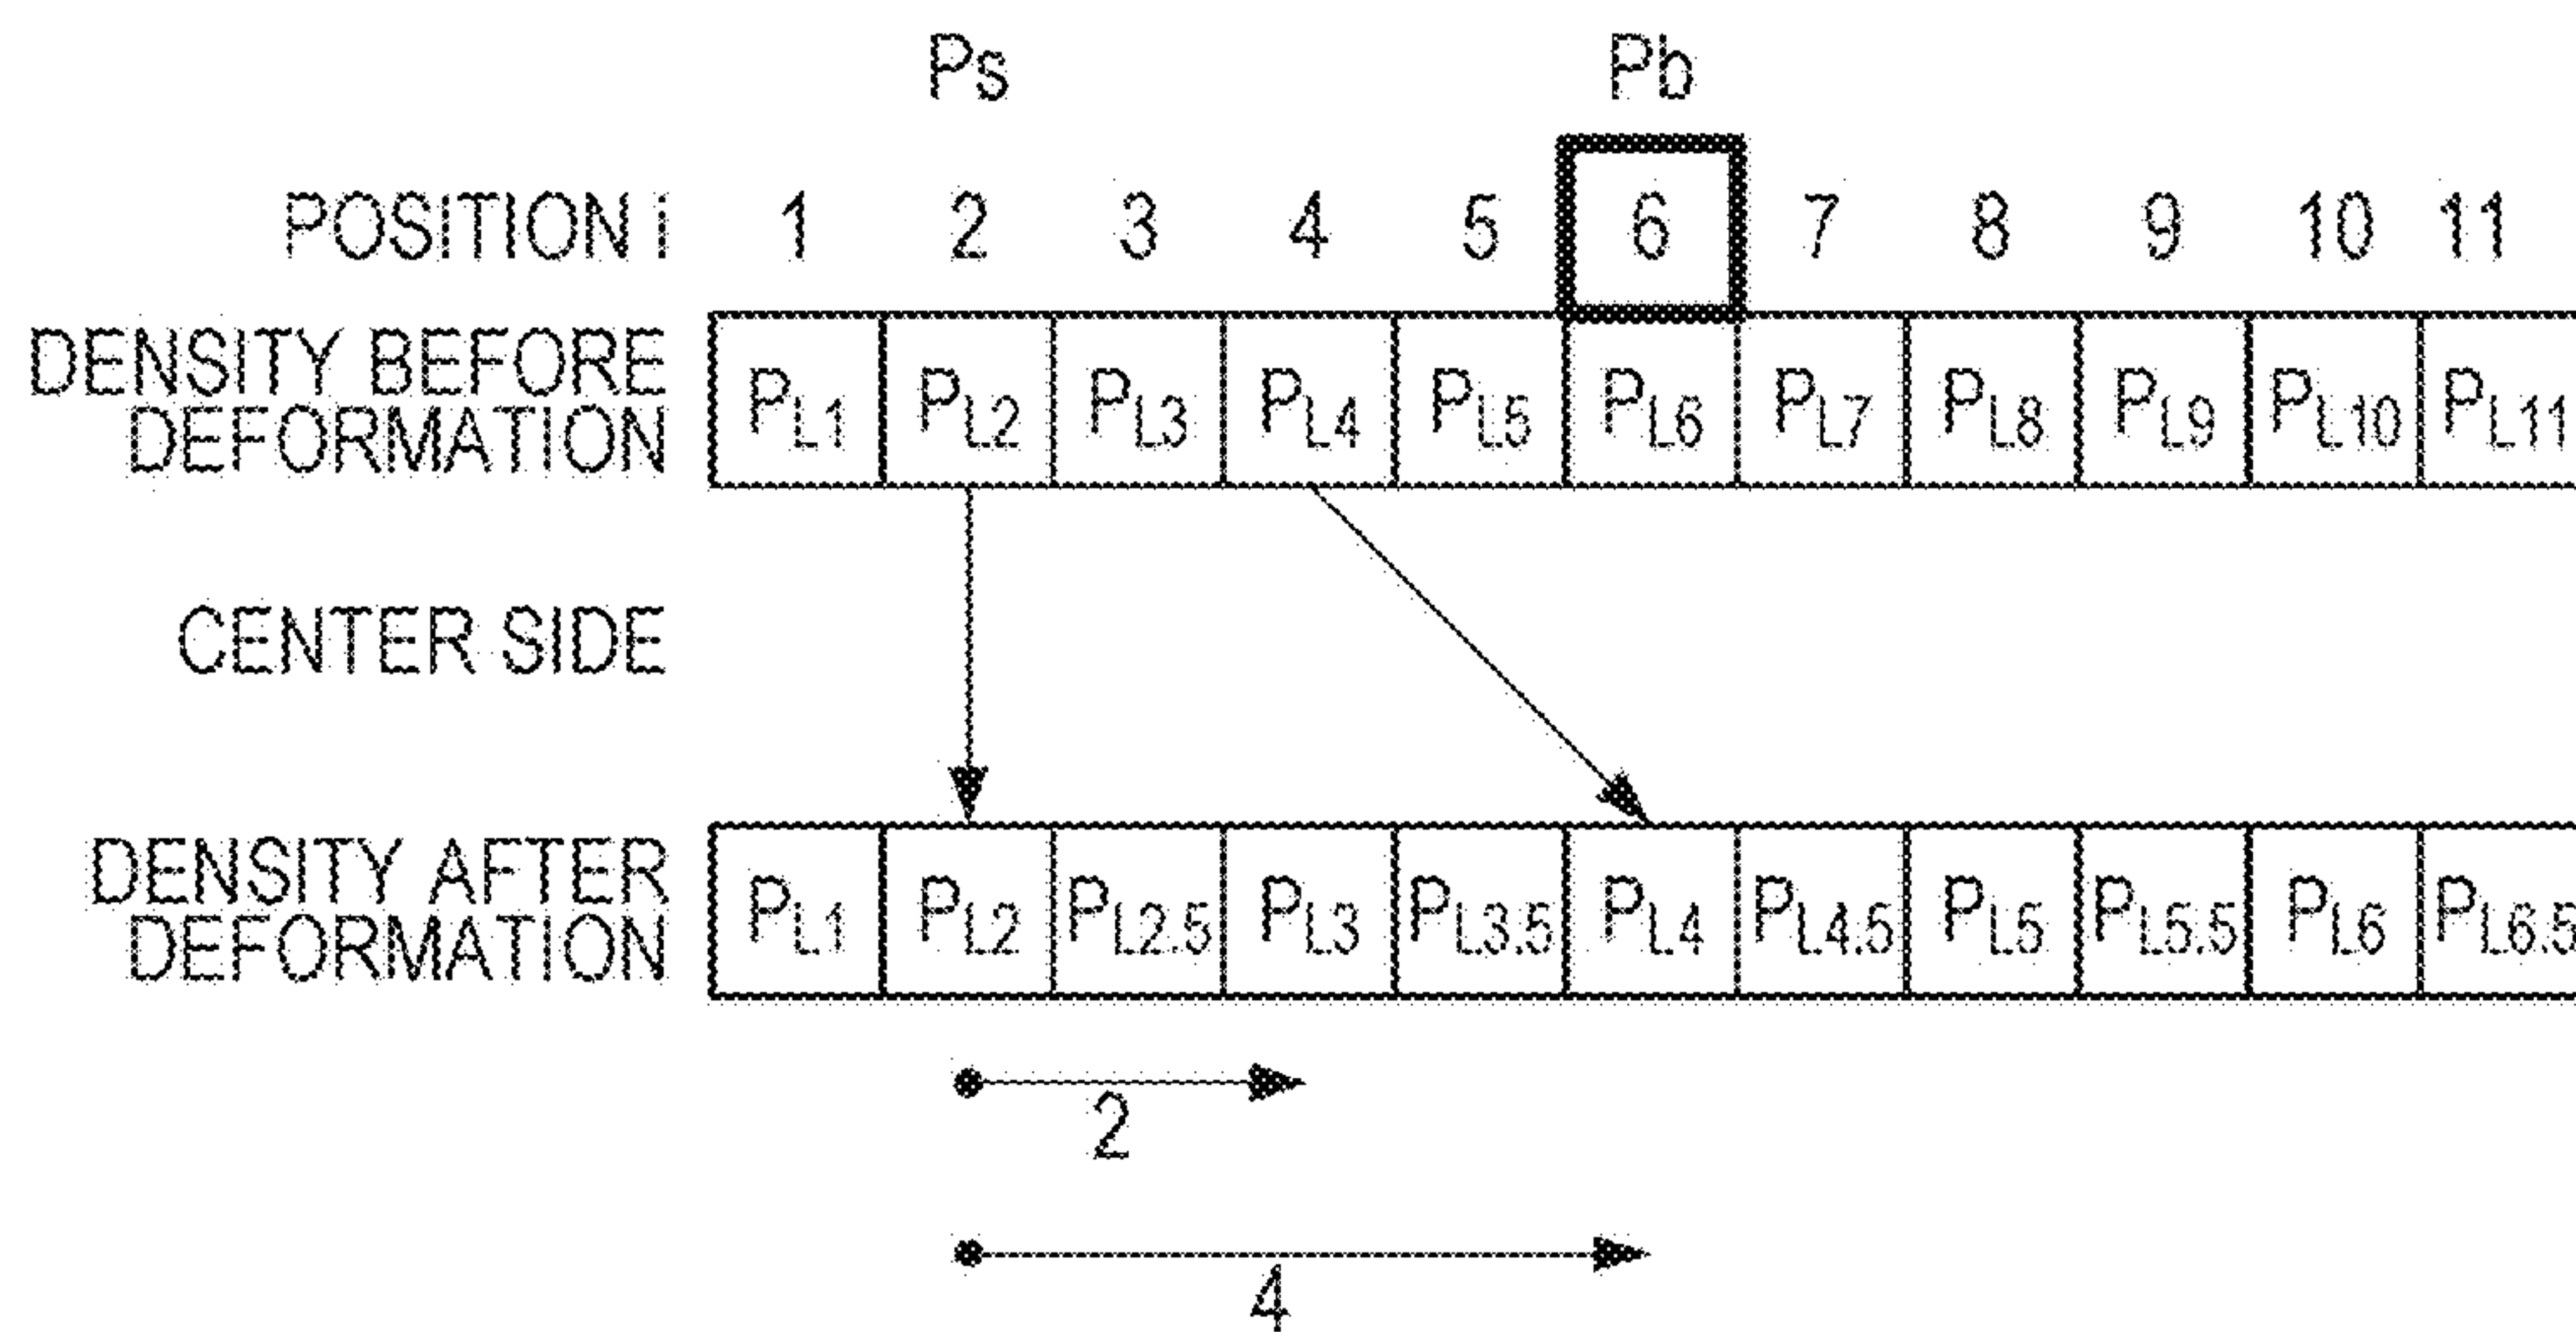 Ps Pb
POSITION i 1 2 3 4 5 6 7 8 9 10 11
DENSITY BEFORE
DEFORMATION
PL1 PL2 PL3 PL4 PL5 PL6 PL7 PL8 PL9 PL10 PL11
CENTER SIDE
DENSITY AFTER
DEFORMATION
PL1 PL2 PL2.5 PL3 PL3.5 PL4 PL4.5 PL5 PL5.5 PL6 PL6.5
2
4